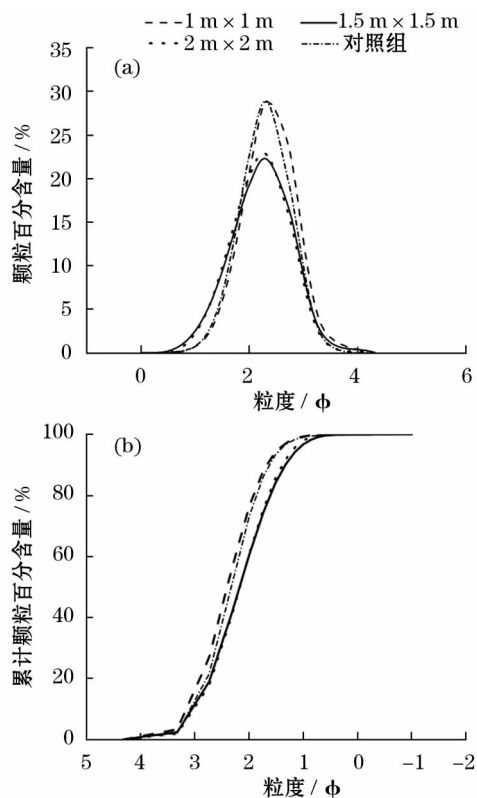 1 m × 1 m 1.5 m × 1.5 m
2 m × 2 m 对照组
(a)
颗粒百分含量 / %
35
30
25
20
15
10
5
0
0 2 4 6
粒度 / ϕ
(b)
累计颗粒百分含量 / %
100
80
60
40
20
0
5 4 3 2 1 0 −1 −2
粒度 / ϕ